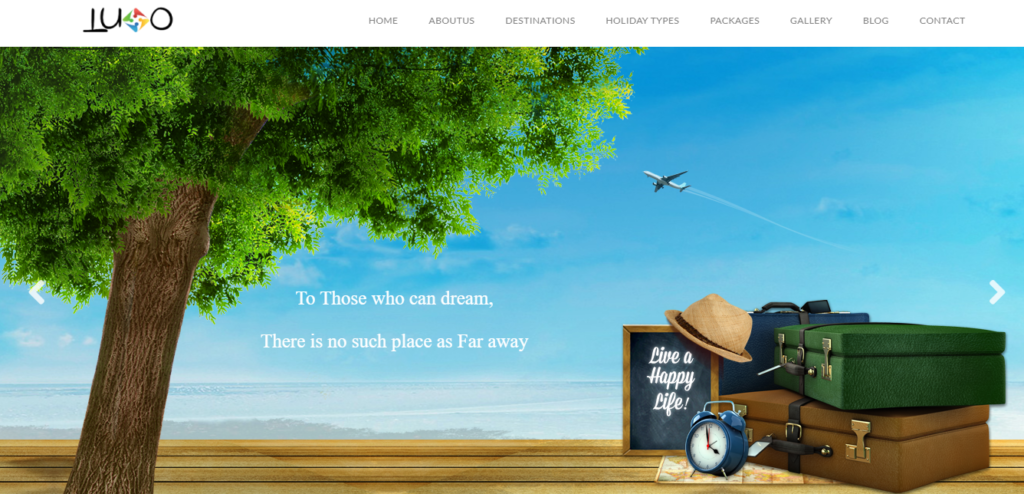 HOME ABOUTUS DESTINATIONS HOLIDAY TYPES PACKAGES GALLERY BLOG CONTACT
To Those who can dream,
There is no such place as Far away
Live a
Happy
Life!